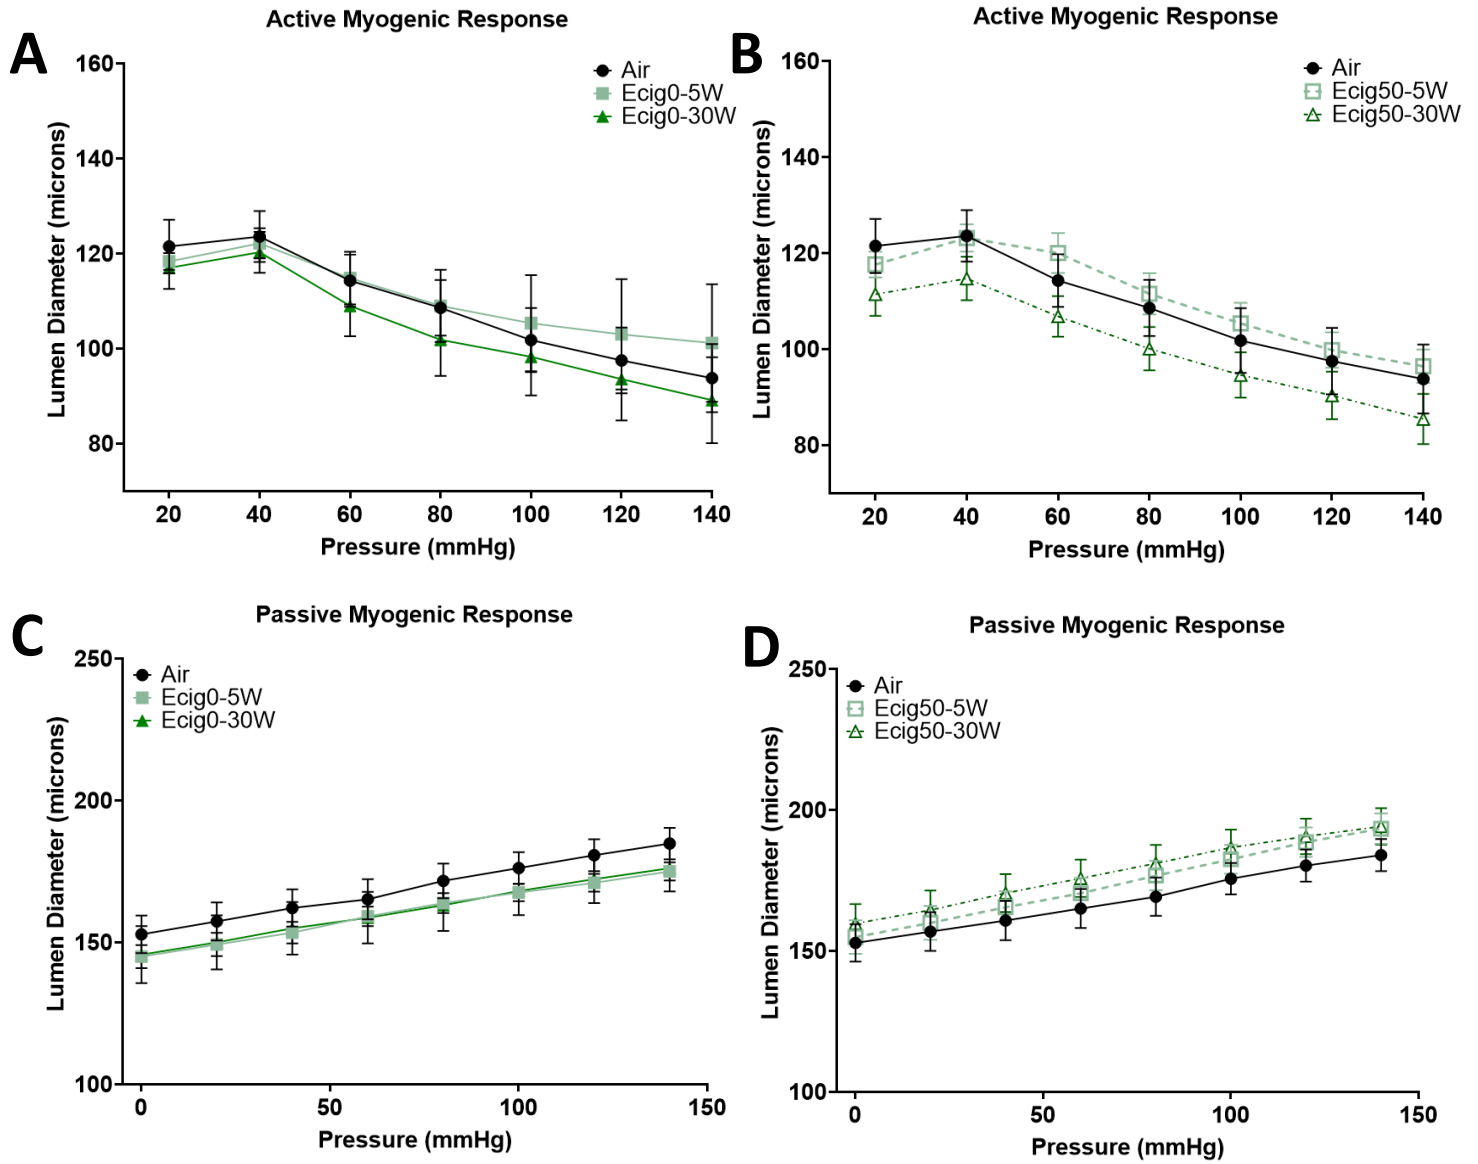 A
Active Myogenic Response
Air
Ecig0-5W
Ecig0-30W
Lumen Diameter (microns)
160
140
120
100
80
20 40 60 80 100 120 140
Pressure (mmHg)
B
Active Myogenic Response
Air
Ecig50-5W
Ecig50-30W
Lumen Diameter (microns)
160
140
120
100
80
20 40 60 80 100 120 140
Pressure (mmHg)
C
Passive Myogenic Response
Air
Ecig0-5W
Ecig0-30W
Lumen Diameter (microns)
250
200
150
100
0 50 100 150
Pressure (mmHg)
D
Passive Myogenic Response
Air
Ecig50-5W
Ecig50-30W
Lumen Diameter (microns)
250
200
150
100
0 50 100 150
Pressure (mmHg)